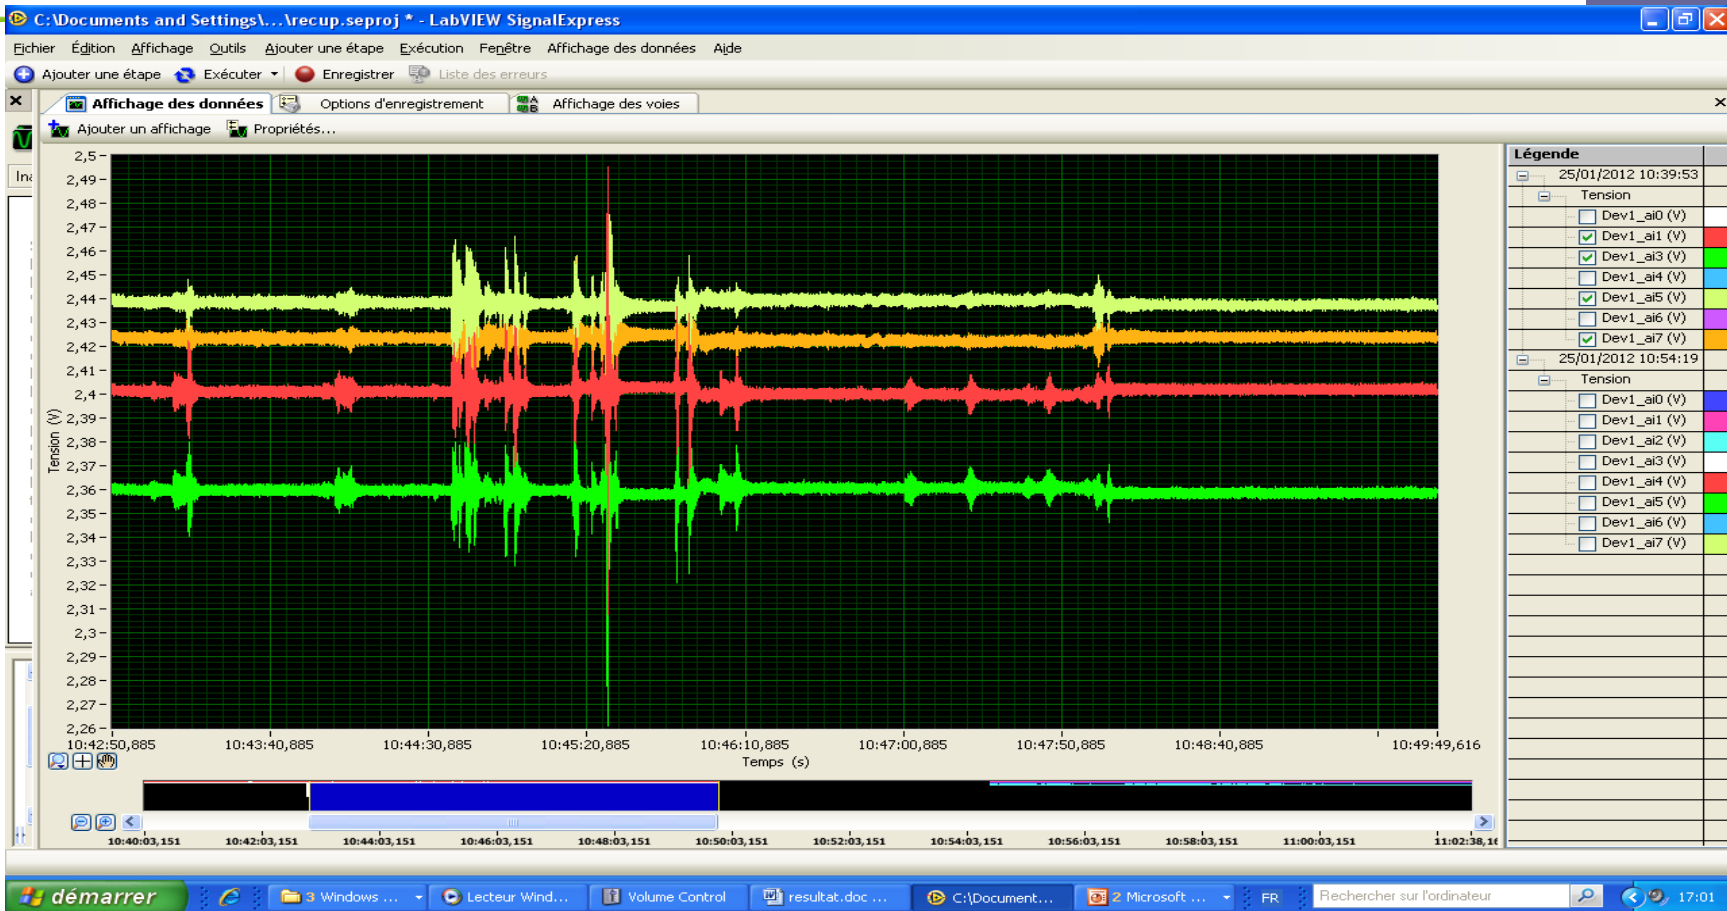 C:\Documents and Settings\...\recup.seproj * - LabVIEW SignalExpress
Fichier Édition Affichage Outils Ajouter une étape Exécution Fenêtre Affichage des données Aide
Ajouter une étape Exécuter Enregistrer Liste des erreurs
Affichage des données Options d'enregistrement Affichage des voies
Ajouter un affichage Propriétés...
2,5
2,49
2,48
2,47
2,46
2,45
2,44
2,43
2,42
2,41
2,4
2,39
2,38
2,37
2,36
2,35
2,34
2,33
2,32
2,31
2,3
2,29
2,28
2,27
2,26
Tension (V)
10:42:50,885 10:43:40,885 10:44:30,885 10:45:20,885 10:46:10,885 10:47:00,885 10:47:50,885 10:48:40,885 10:49:49,616
Temps (s)
10:40:03,151 10:42:03,151 10:44:03,151 10:46:03,151 10:48:03,151 10:50:03,151 10:52:03,151 10:54:03,151 10:56:03,151 10:58:03,151 11:00:03,151 11:02:38,16
Légende
25/01/2012 10:39:53
Tension
Dev1_ai0 (V)
Dev1_ai1 (V)
Dev1_ai3 (V)
Dev1_ai4 (V)
Dev1_ai5 (V)
Dev1_ai6 (V)
Dev1_ai7 (V)
25/01/2012 10:54:19
Tension
Dev1_ai0 (V)
Dev1_ai1 (V)
Dev1_ai2 (V)
Dev1_ai3 (V)
Dev1_ai4 (V)
Dev1_ai5 (V)
Dev1_ai6 (V)
Dev1_ai7 (V)
démarrer 3 Windows ... Lecteur Wind... Volume Control resultat.doc ... C:\Document... 2 Microsoft ... FR Rechercher sur l'ordinateur 17:01